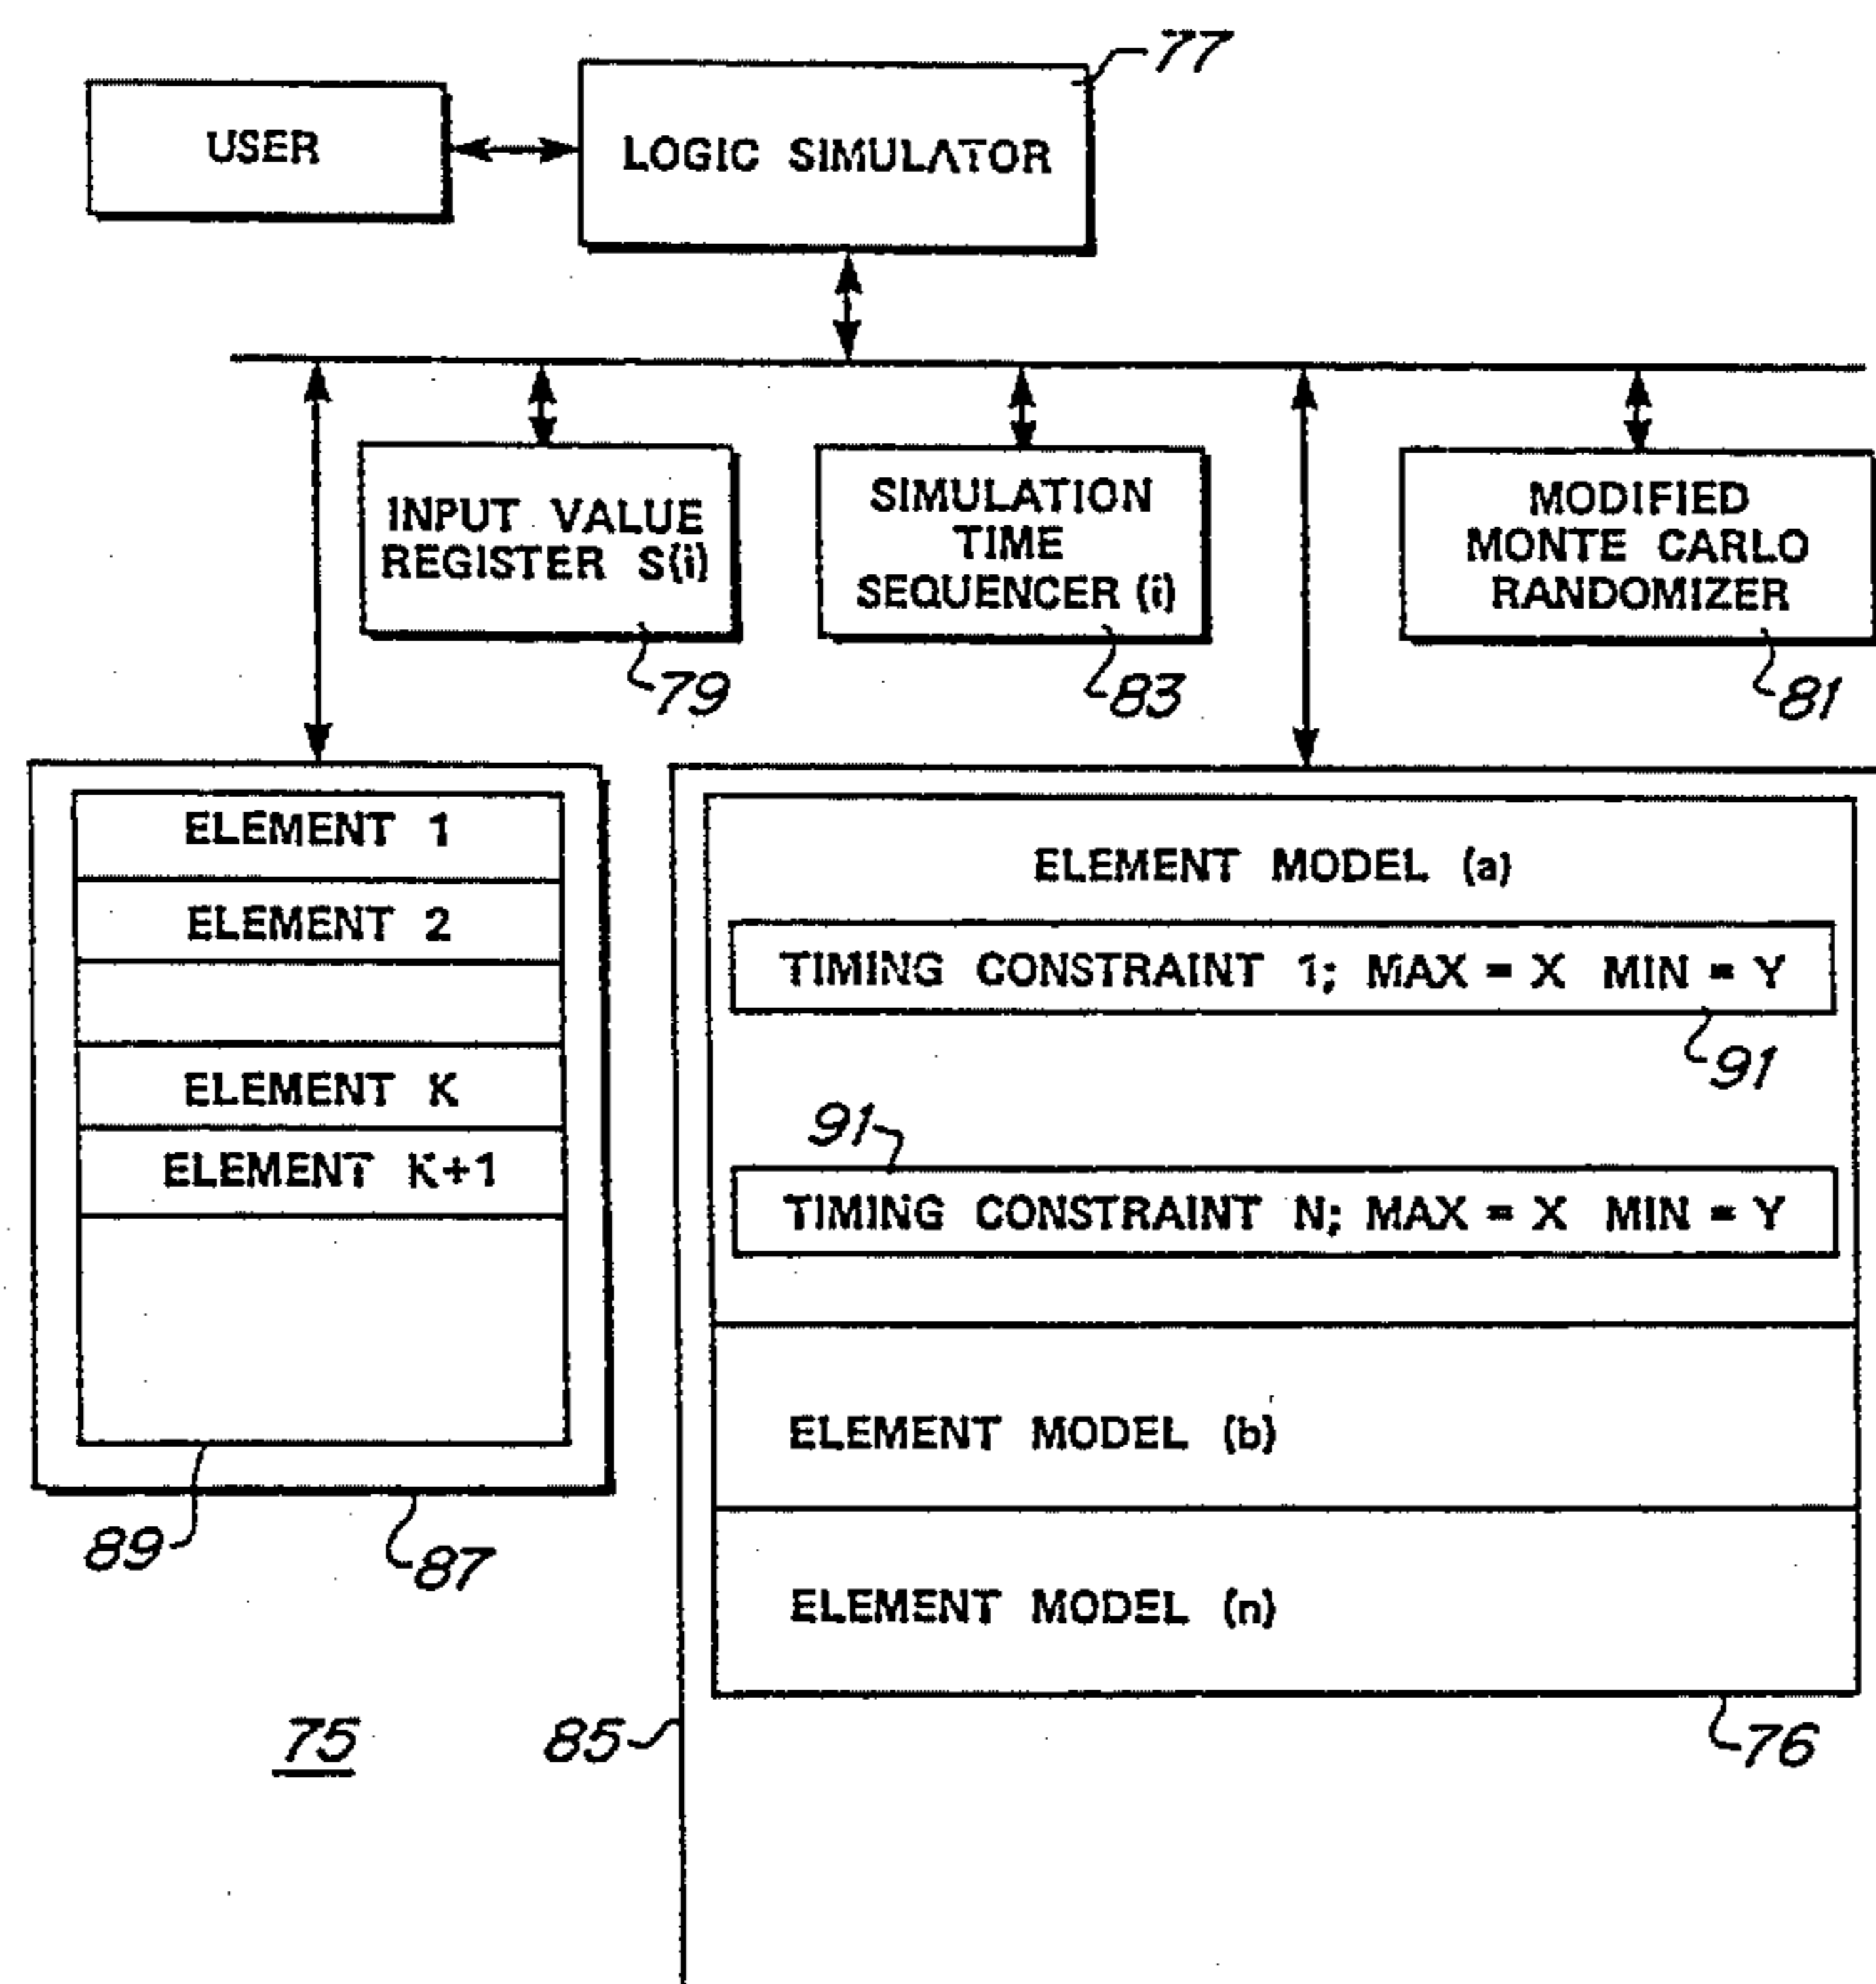 77
USER
LOGIC SIMULATOR
INPUT VALUE
REGISTER S(i)
79
SIMULATION
TIME
SEQUENCER (i)
83
MODIFIED
MONTE CARLO
RANDOMIZER
81
ELEMENT 1
ELEMENT 2
ELEMENT K
ELEMENT K+1
89
87
75
ELEMENT MODEL (a)
TIMING CONSTRAINT 1; MAX = X MIN = Y
91
91
TIMING CONSTRAINT N; MAX = X MIN = Y
ELEMENT MODEL (b)
ELEMENT MODEL (n)
85
76